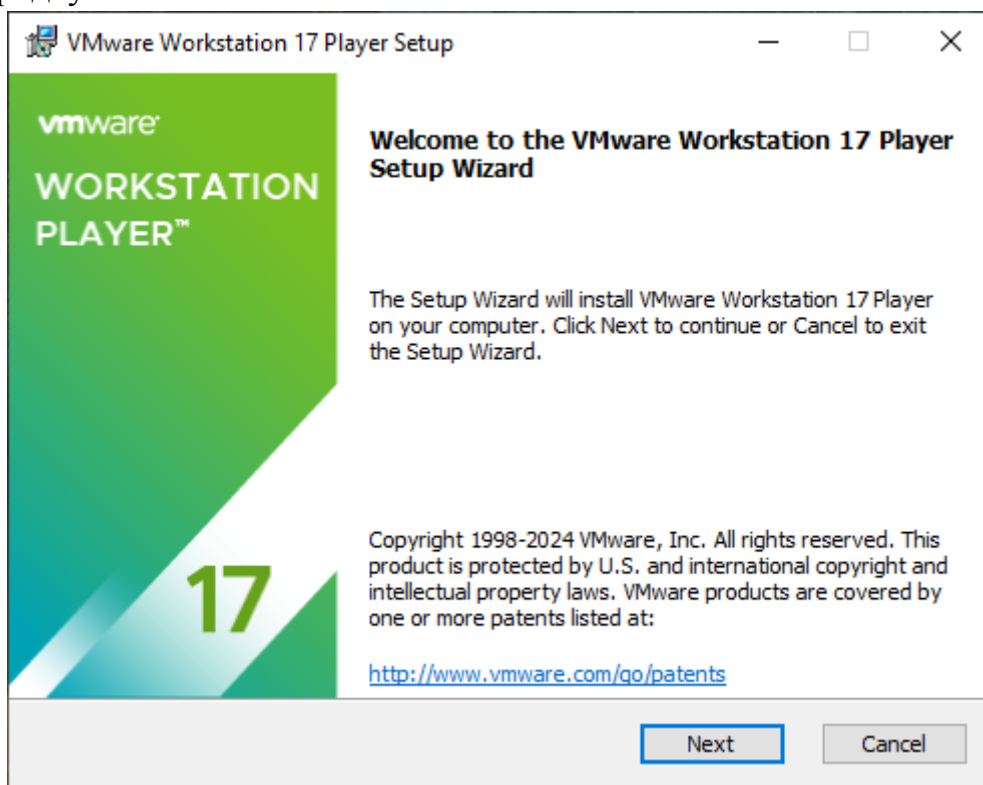 VMware Workstation 17 Player Setup
vmware
WORKSTATION
PLAYER™
Welcome to the VMware Workstation 17 Player
Setup Wizard
The Setup Wizard will install VMware Workstation 17 Player
on your computer. Click Next to continue or Cancel to exit
the Setup Wizard.
Copyright 1998-2024 VMware, Inc. All rights reserved. This
product is protected by U.S. and international copyright and
intellectual property laws. VMware products are covered by
one or more patents listed at:
http://www.vmware.com/go/patents
17
Next
Cancel